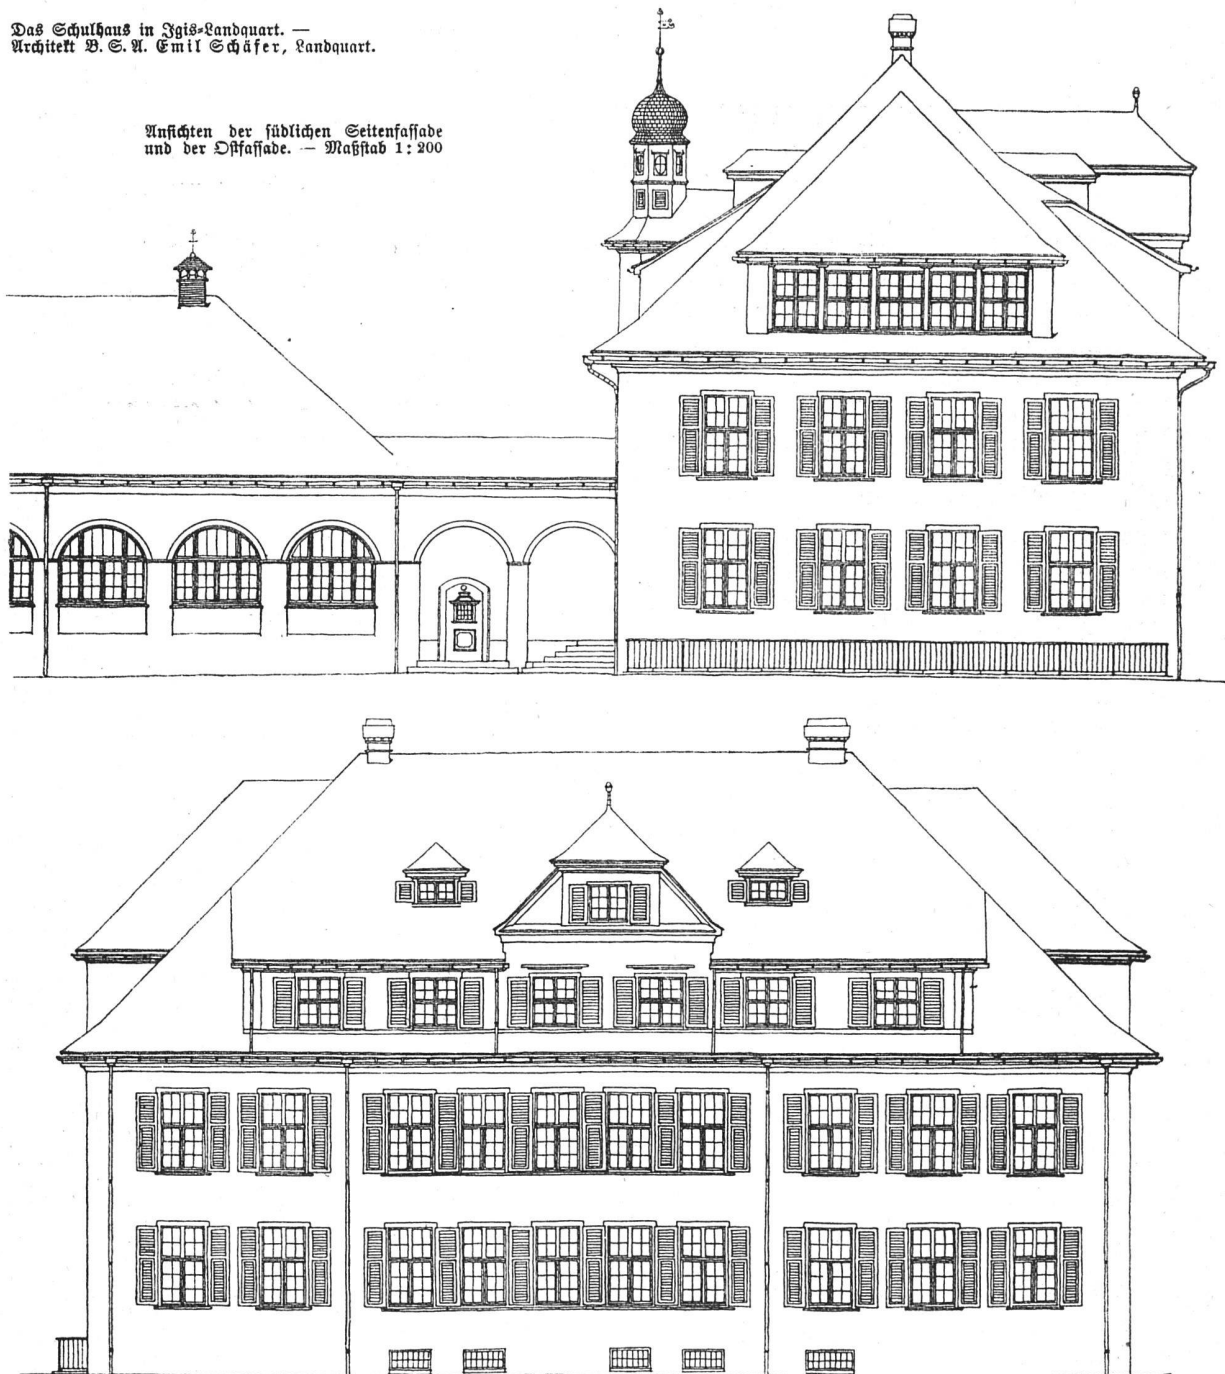 Das Schulhaus in Igis-Landquart. —
Architekt B. S. A. Emil Schäfer, Landquart.
Ansichten der südlichen Seitenfassade
und der Ostfassade. — Maßstab 1:200